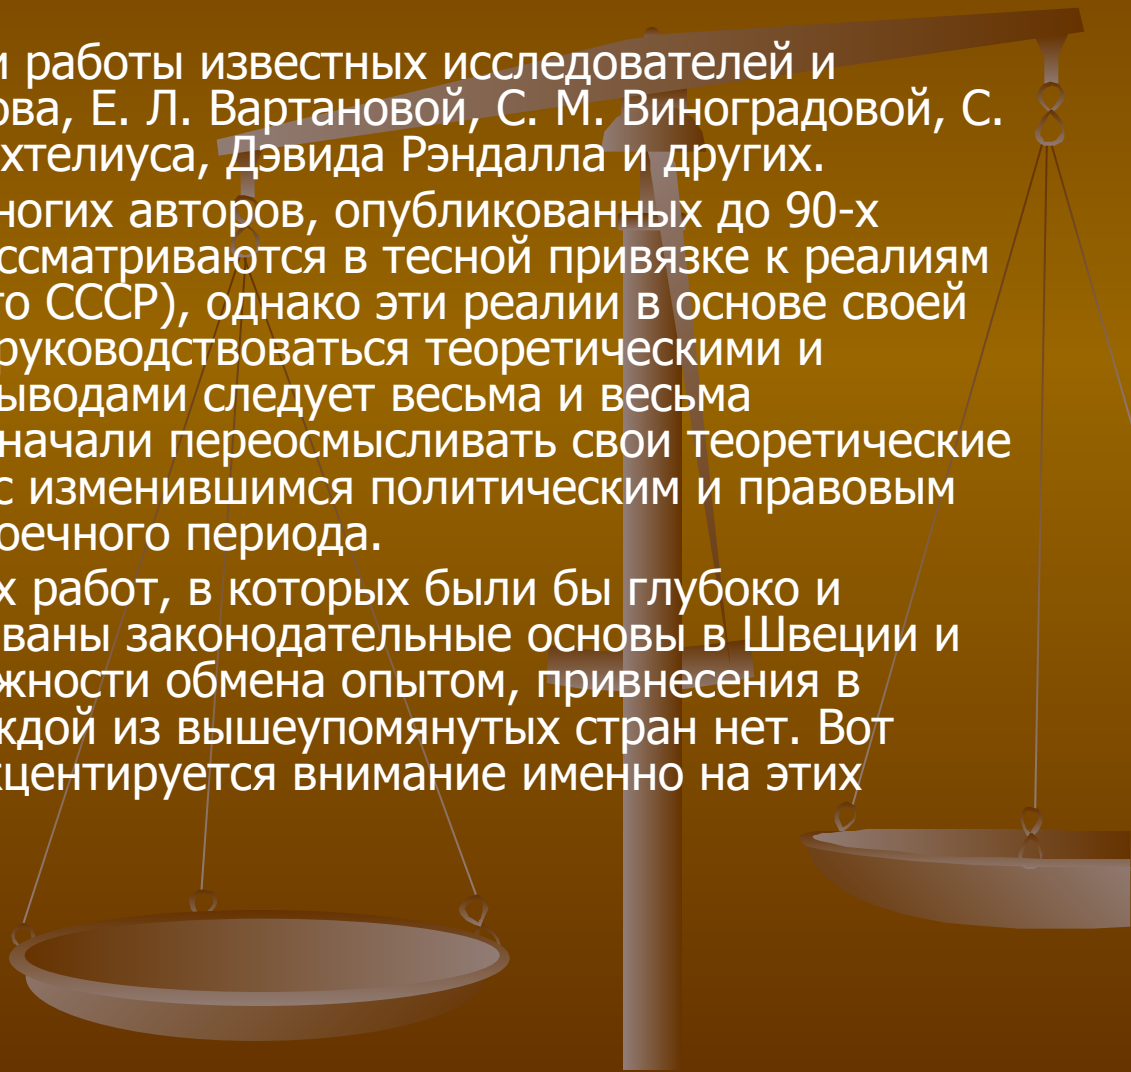 и работы известных исследователей и
ова, Е. Л. Вартановой, С. М. Виноградовой, С.
ахтелиуса, Дэвида Рэндалла и других.
ногих авторов, опубликованных до 90-х
ссматриваются в тесной привязке к реалиям
го СССР), однако эти реалии в основе своей
руководствоваться теоретическими и
ыводами следует весьма и весьма
начали переосмысливать свои теоретические
с изменившимся политическим и правовым
оечного периода.
х работ, в которых были бы глубоко и
ваны законодательные основы в Швеции и
жности обмена опытом, привнесения в
ждой из вышеупомянутых стран нет. Вот
центируется внимание именно на этих